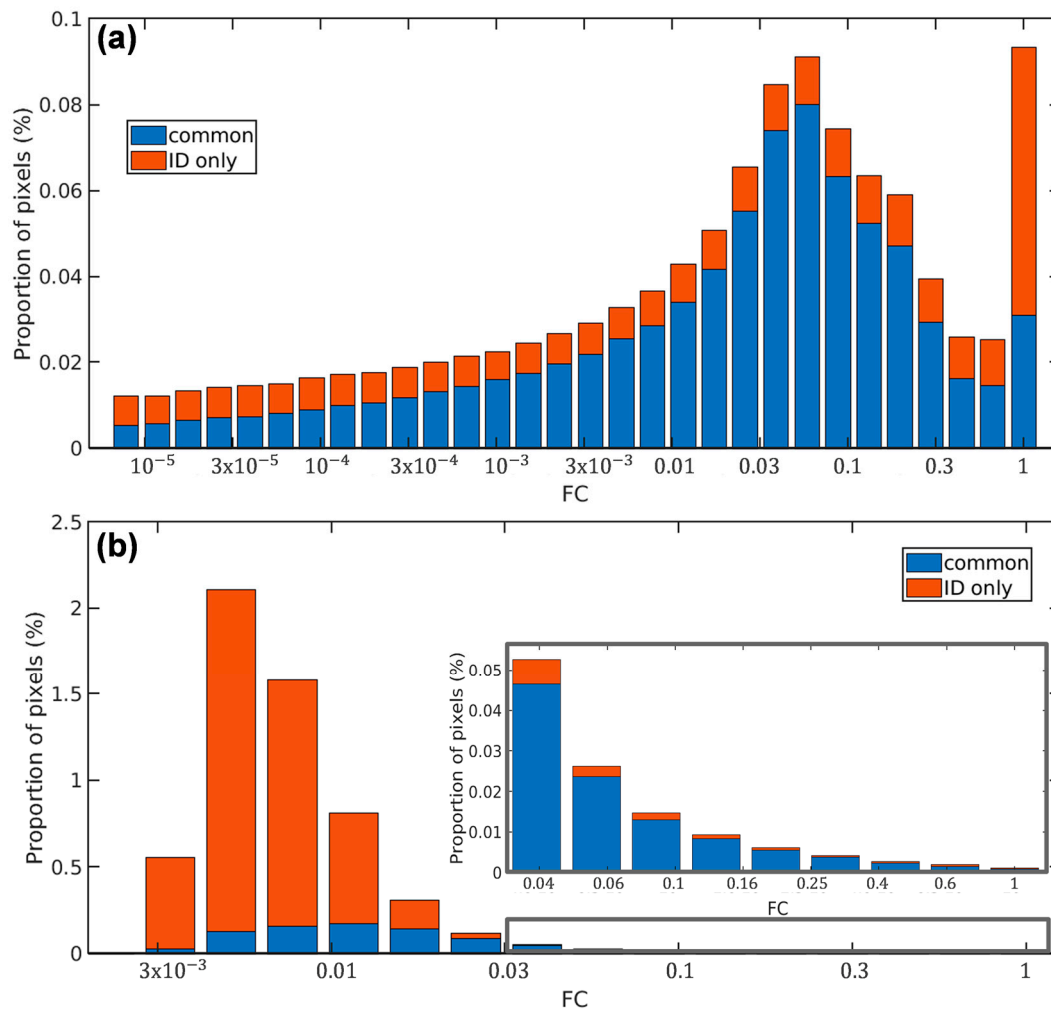 (a)
0.1
0.08
0.06
0.04
0.02
0
Proportion of pixels (%)
common
ID only
10⁻⁵ 3x10⁻⁵ 10⁻⁴ 3x10⁻⁴ 10⁻³ 3x10⁻³ 0.01 0.03 0.1 0.3 1
FC
(b)
2.5
2
1.5
1
0.5
0
Proportion of pixels (%)
common
ID only
0.05
0.04
0.03
0.02
0.01
0
Proportion of pixels (%)
0.04 0.06 0.1 0.16 0.25 0.4 0.6 1
FC
3x10⁻³ 0.01 0.03 0.1 0.3 1
FC